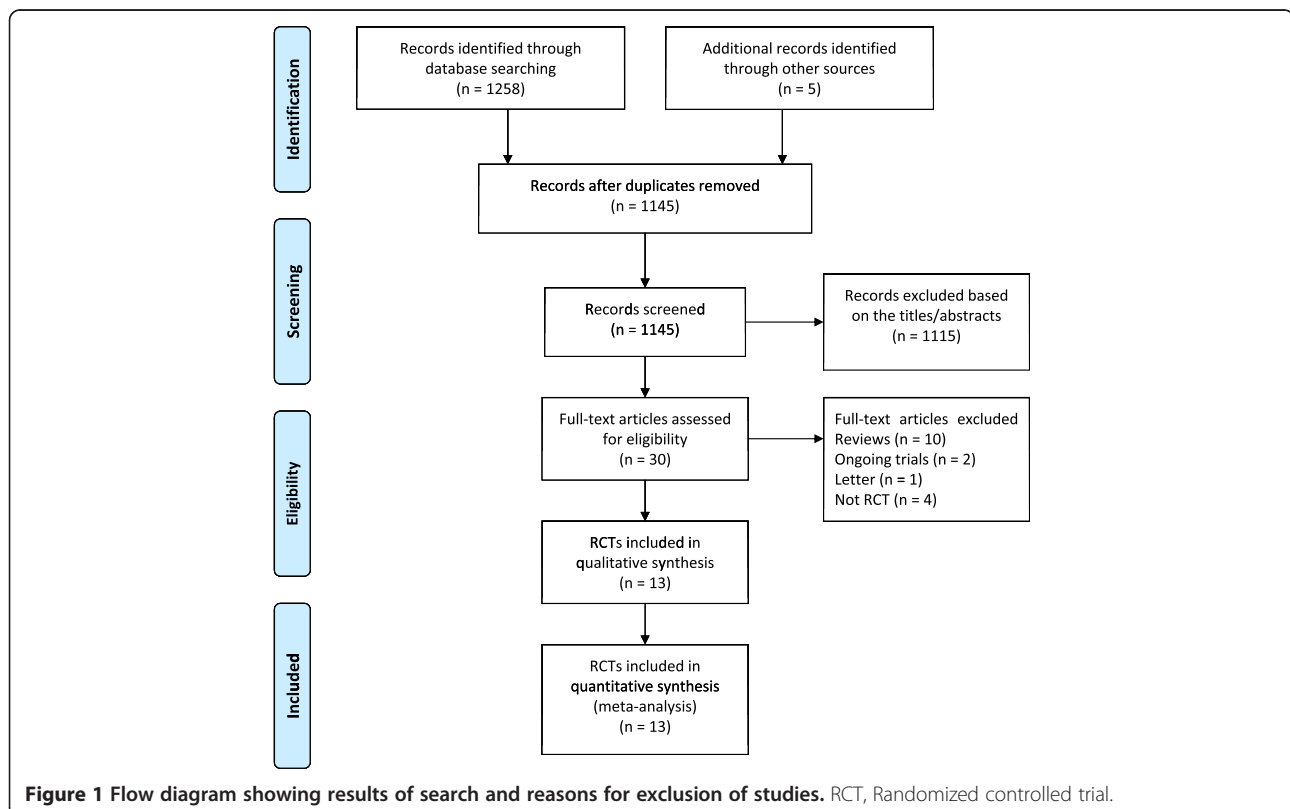 Identification
Records identified through
database searching
(n = 1258)
Additional records identified
through other sources
(n = 5)
Records after duplicates removed
(n = 1145)
Screening
Records screened
(n = 1145)
Records excluded based
on the titles/abstracts
(n = 1115)
Eligibility
Full-text articles assessed
for eligibility
(n = 30)
Full-text articles excluded
Reviews (n = 10)
Ongoing trials (n = 2)
Letter (n = 1)
Not RCT (n = 4)
RCTs included in
qualitative synthesis
(n = 13)
Included
RCTs included in
quantitative synthesis
(meta-analysis)
(n = 13)
Figure 1 Flow diagram showing results of search and reasons for exclusion of studies. RCT, Randomized controlled trial.